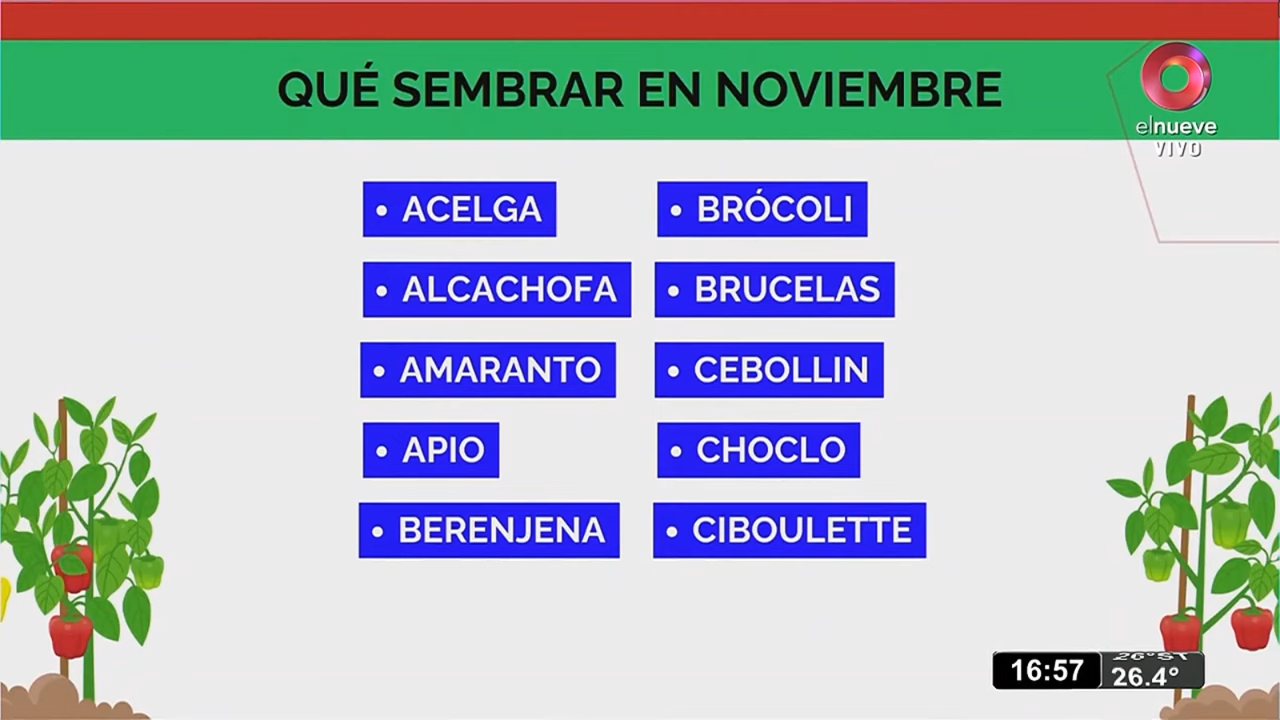 QUÉ SEMBRAR EN NOVIEMBRE
elnueve
VIVO
• ACELGA
• ALCACHOFA
• AMARANTO
• APIO
• BERENJENA
• BRÓCOLI
• BRUCELAS
• CEBOLLIN
• CHOCLO
• CIBOULETTE
16:57
26.4°